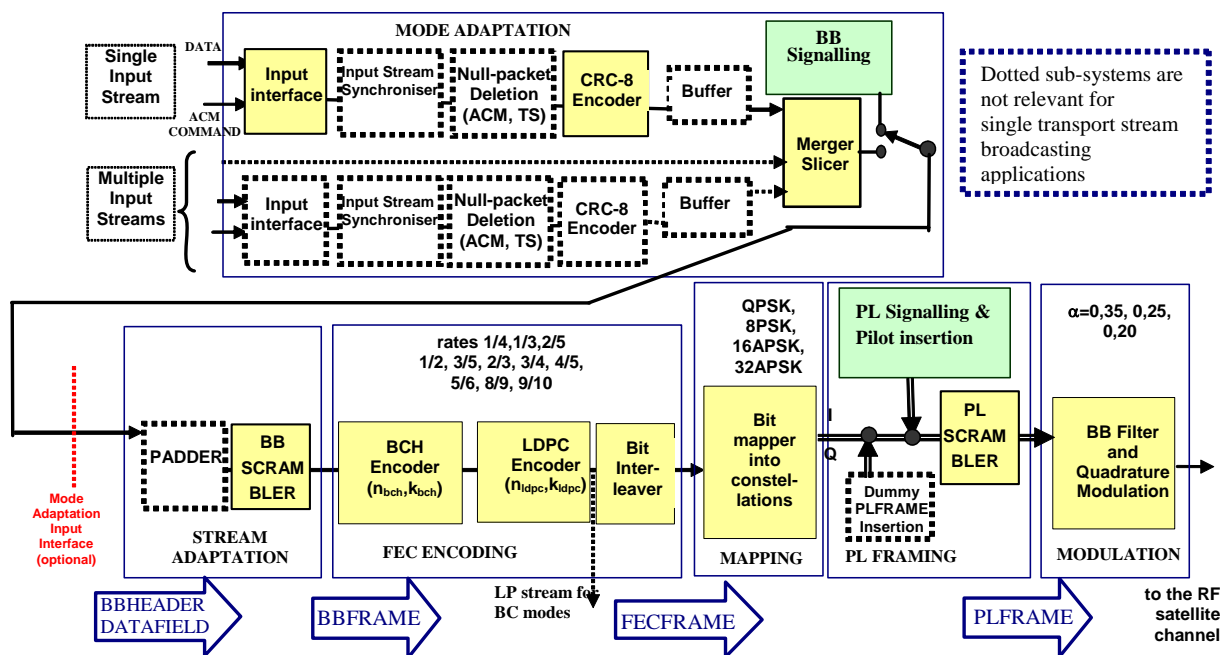 MODE ADAPTATION
Single
Input
Stream
DATA
ACM
COMMAND
Input
interface
Input Stream
Synchroniser
Null-packet
Deletion
(ACM, TS)
CRC-8
Encoder
Buffer
BB
Signalling
Merger
Slicer
Dotted sub-systems are
not relevant for
single transport stream
broadcasting
applications
Multiple
Input
Streams
Input
interface
Input Stream
Synchroniser
Null-packet
Deletion
(ACM, TS)
CRC-8
Encoder
Buffer
Mode
Adaptation
Input
Interface
(optional)
PADDER
BB
SCRAM
BLER
STREAM
ADAPTATION
rates 1/4,1/3,2/5
1/2, 3/5, 2/3, 3/4, 4/5,
5/6, 8/9, 9/10
BCH
Encoder
(nbch,kbch)
LDPC
Encoder
(nldpc,kldpc)
Bit
Inter-
leaver
FEC ENCODING
LP stream for
BC modes
QPSK,
8PSK,
16APSK,
32APSK
Bit
mapper
into
constel-
lations
MAPPING
I
Q
PL Signalling &
Pilot insertion
Dummy
PLFRAME
Insertion
PL
SCRAM
BLER
PL FRAMING
α=0,35, 0,25,
0,20
BB Filter
and
Quadrature
Modulation
MODULATION
BBHEADER
DATAFIELD
BBFRAME
FECFRAME
PLFRAME
to the RF
satellite
channel